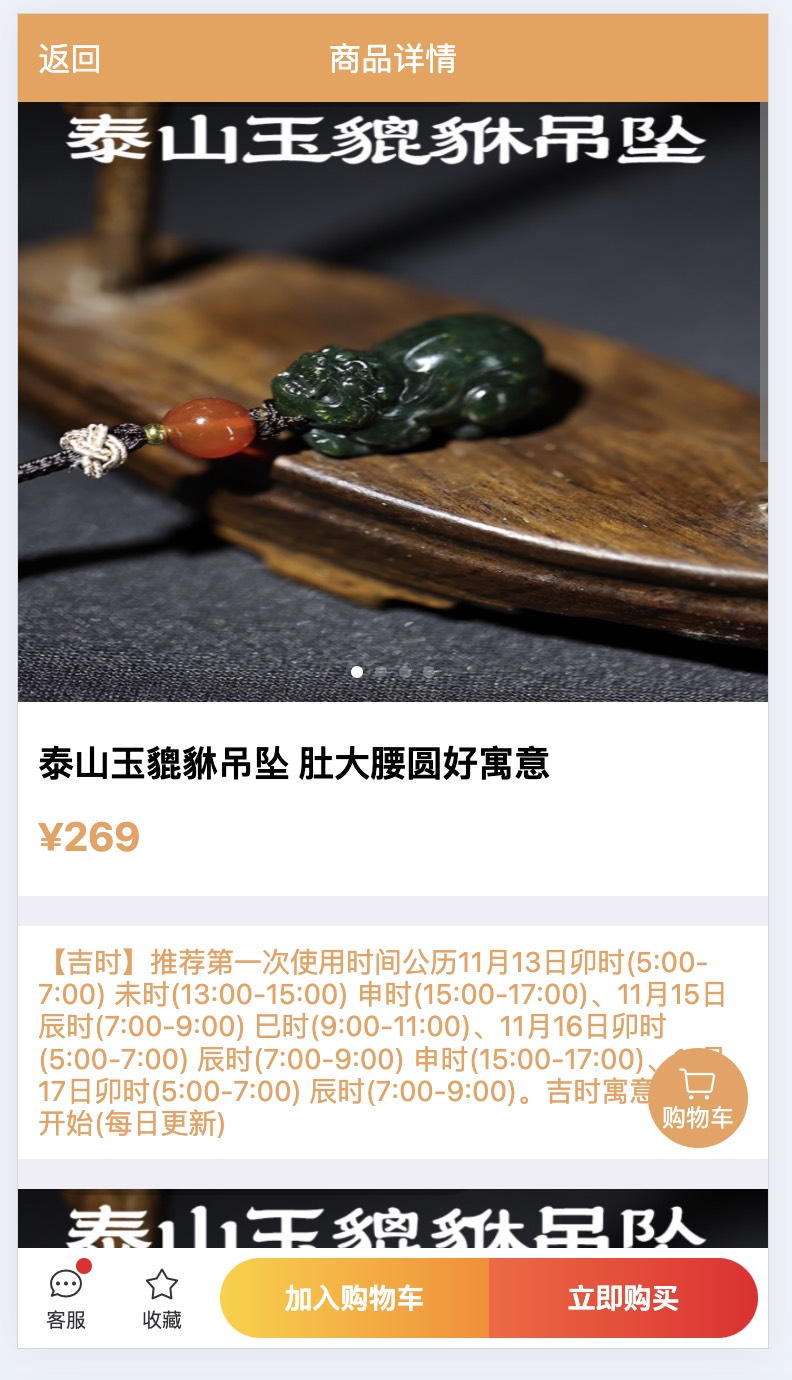 返回
商品详情
泰山玉貔貅吊坠
泰山玉貔貅吊坠 肚大腰圆好寓意
¥269
【吉时】推荐第一次使用时间公历11月13日卯时(5:00-
7:00) 未时(13:00-15:00) 申时(15:00-17:00)、11月15日
辰时(7:00-9:00) 巳时(9:00-11:00)、11月16日卯时
(5:00-7:00) 辰时(7:00-9:00) 申时(15:00-17:00)、
17日卯时(5:00-7:00) 辰时(7:00-9:00)。吉时寓意
开始(每日更新)
购物车
泰山玉貔貅吊坠
客服
收藏
加入购物车
立即购买